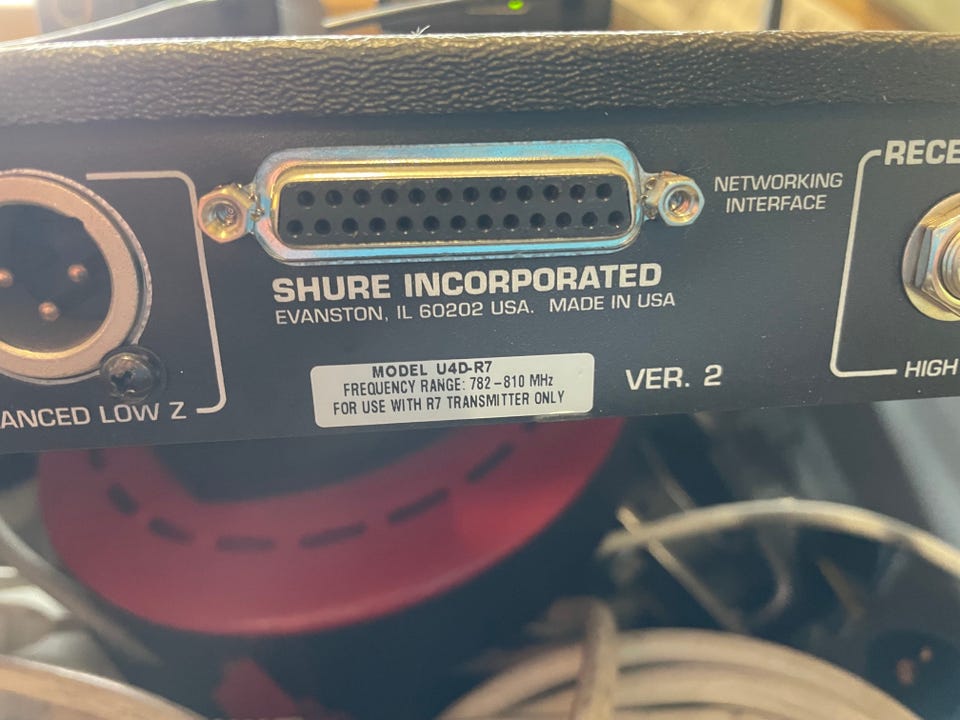 RECE
NETWORKING
INTERFACE
SHURE INCORPORATED
EVANSTON, IL 60202 USA. MADE IN USA
MODEL U4D-R7
FREQUENCY RANGE: 782-810 MHz
FOR USE WITH R7 TRANSMITTER ONLY
VER. 2
HIGH
ANCED LOW Z